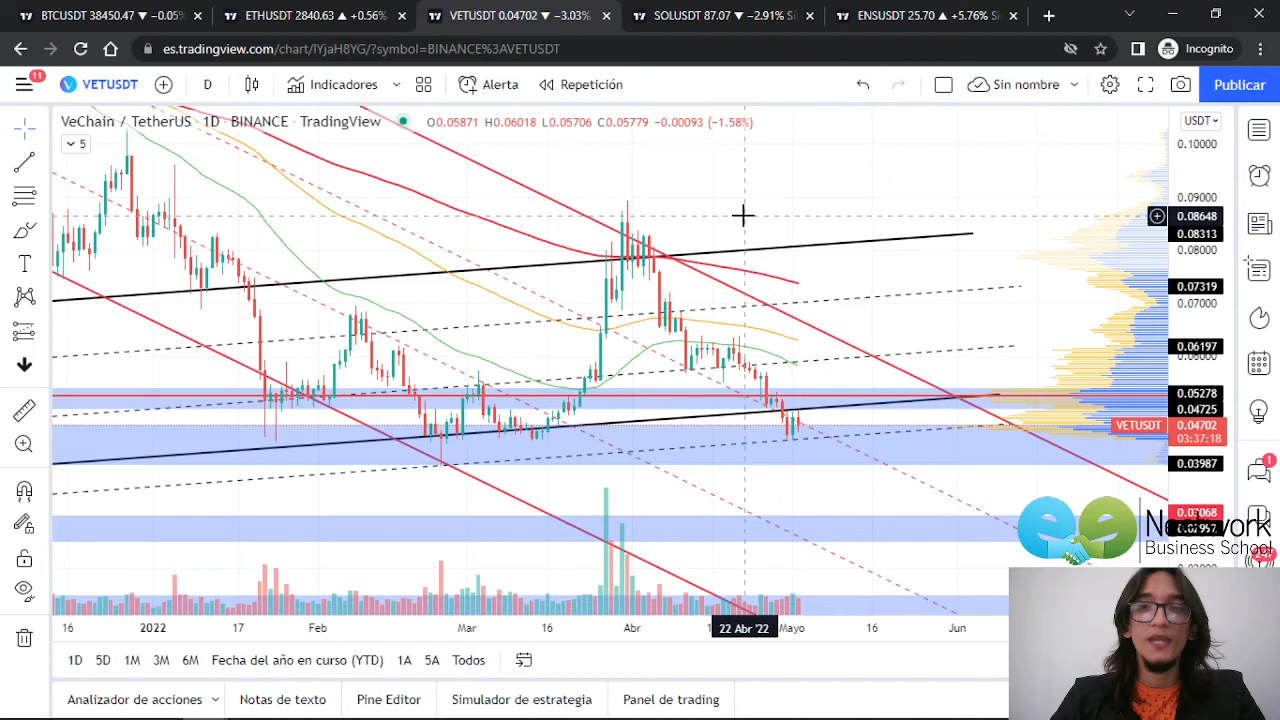 BTCUSDT 38450.47 ▼ −0.05%
ETHUSDT 2840.63 ▲ +0.56%
VETUSDT 0.04702 ▼ −3.03%
SOLUSDT 87.07 ▼ −2.91% Si
ENSUSDT 25.70 ▲ +5.76% Si
es.tradingview.com/chart/IYjaH8YG/?symbol=BINANCE%3AVETUSDT
Incognito
11
VETUSDT
D
Indicadores
Alerta
Repetición
Sin nombre
Publicar
VeChain / TetherUS · 1D · BINANCE · TradingView
O0.05871 H0.06018 L0.05706 C0.05779 −0.00093 (−1.58%)
USDT
5
0.10000
0.09000
0.08648
0.08313
0.08000
0.07319
0.07000
0.06197
0.06000
0.05278
0.04725
VETUSDT 0.04702
03:37:18
0.03987
1
0.03068
Network
Business School
16 2022 17 Feb Mar 16 Abr 22 Abr '22 Mayo 16 Jun
1D 5D 1M 3M 6M Fecha del año en curso (YTD) 1A 5A Todos
Analizador de acciones Notas de texto Pine Editor Simulador de estrategia Panel de trading